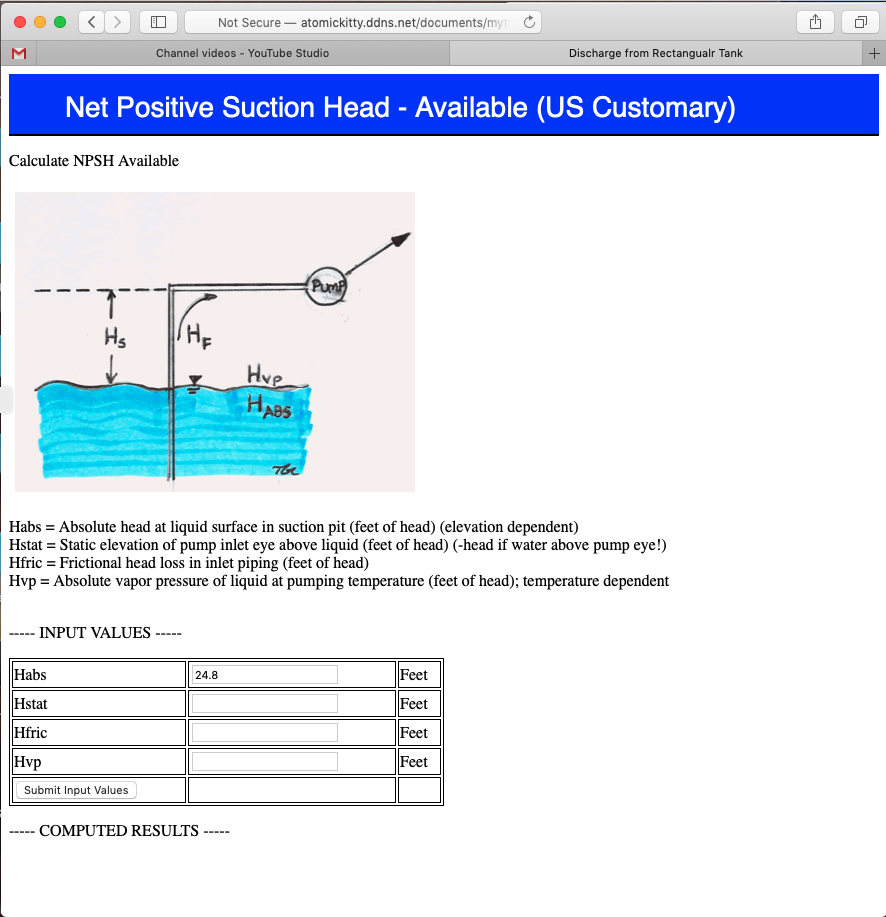 Not Secure — atomickitty.ddns.net/documents/myt
Channel videos - YouTube Studio
Discharge from Rectangualr Tank
Net Positive Suction Head - Available (US Customary)
Calculate NPSH Available
Pump
Hs
HF
HVP
HABS
Habs = Absolute head at liquid surface in suction pit (feet of head) (elevation dependent)
Hstat = Static elevation of pump inlet eye above liquid (feet of head) (-head if water above pump eye!)
Hfric = Frictional head loss in inlet piping (feet of head)
Hvp = Absolute vapor pressure of liquid at pumping temperature (feet of head); temperature dependent
----- INPUT VALUES -----
Habs 24.8 Feet
Hstat Feet
Hfric Feet
Hvp Feet
Submit Input Values
----- COMPUTED RESULTS -----